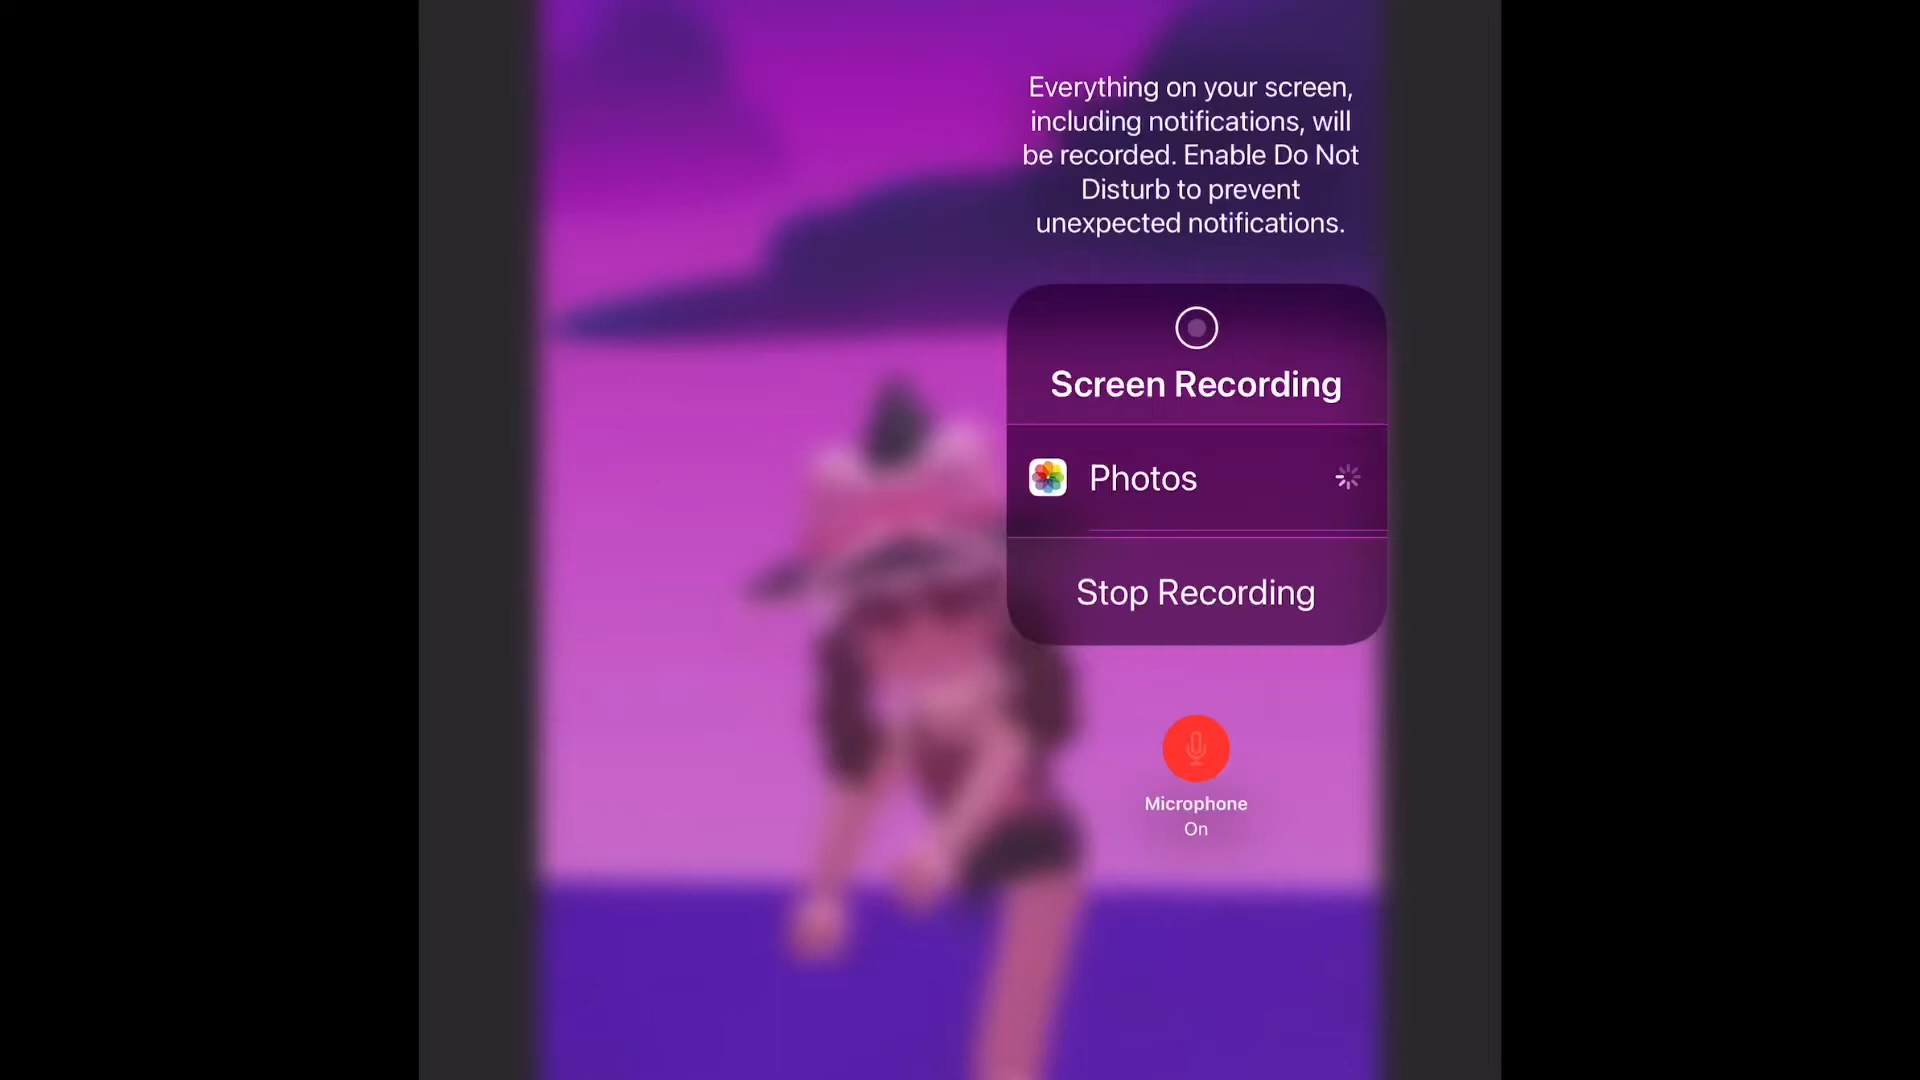 Everything on your screen,
including notifications, will
be recorded. Enable Do Not
Disturb to prevent
unexpected notifications.
Screen Recording
Photos
Stop Recording
Microphone
On